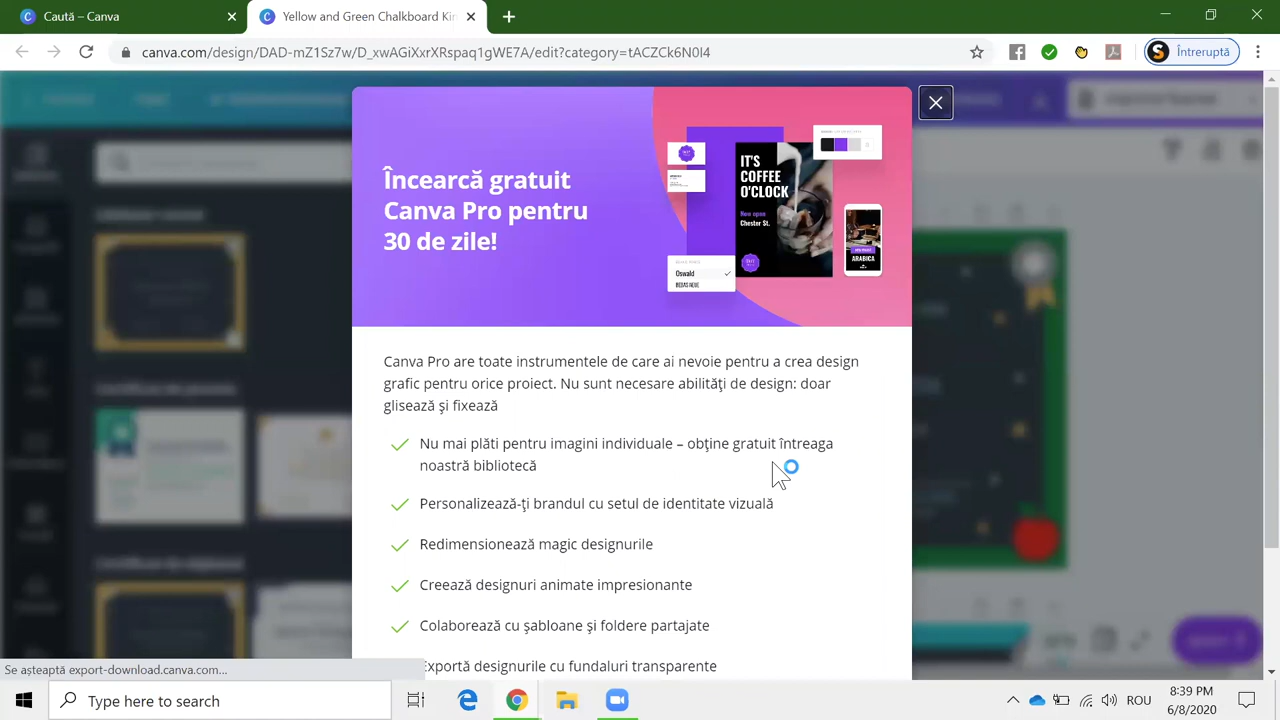 Caută – Canva
Yellow and Green Chalkboard Kin
canva.com/design/DAD-mZ1Sz7w/D_xwAGiXxrXRspaq1gWE7A/edit?category=tACZCk6N0I4
Întreruptă
Încearcă gratuit
Canva Pro pentru
30 de zile!
IT'S
COFFEE
O'CLOCK
Now open
Chester St.
ARABICA
Oswald
Canva Pro are toate instrumentele de care ai nevoie pentru a crea design
grafic pentru orice proiect. Nu sunt necesare abilități de design: doar
glisează și fixează
Nu mai plăti pentru imagini individuale – obține gratuit întreaga
noastră bibliotecă
Personalizează-ți brandul cu setul de identitate vizuală
Redimensionează magic designurile
Creează designuri animate impresionante
Colaborează cu șabloane și foldere partajate
Exportă designurile cu fundaluri transparente
Se așteaptă export-download.canva.com...
Type here to search
ROU
8:39 PM
6/8/2020